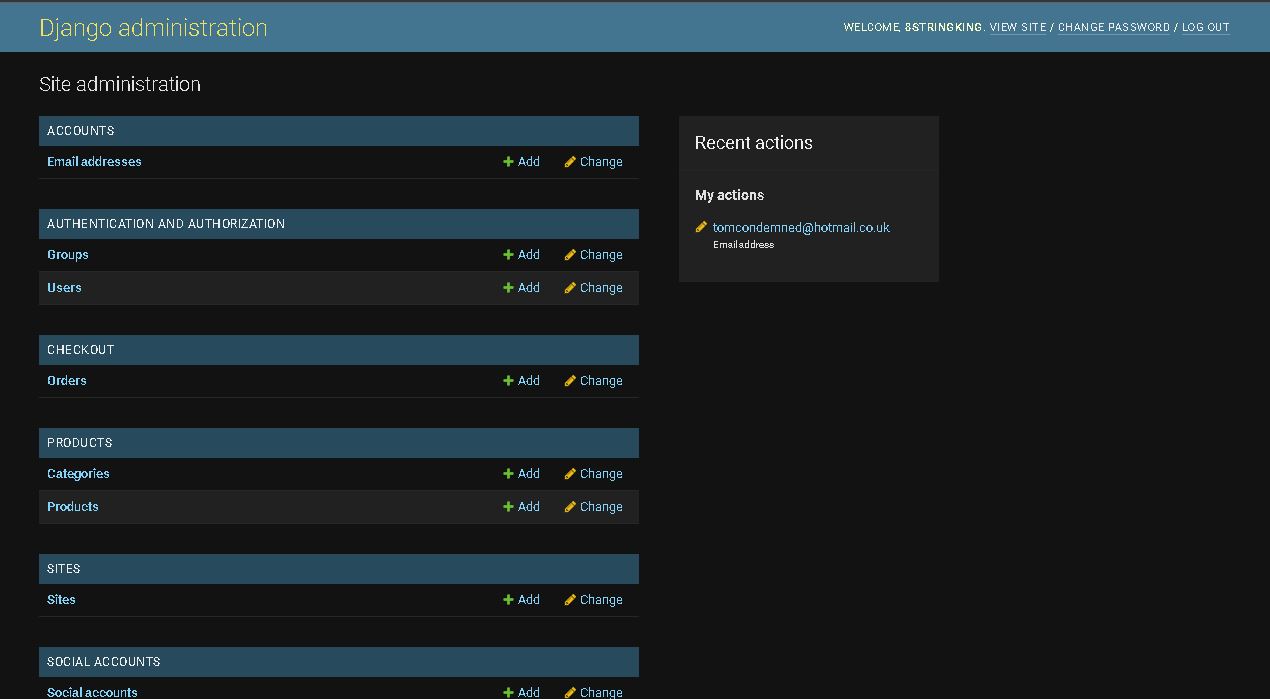 Django administration
WELCOME, 8STRINGKING. VIEW SITE / CHANGE PASSWORD / LOG OUT
Site administration
ACCOUNTS
Email addresses Add Change
AUTHENTICATION AND AUTHORIZATION
Groups Add Change
Users Add Change
CHECKOUT
Orders Add Change
PRODUCTS
Categories Add Change
Products Add Change
SITES
Sites Add Change
SOCIAL ACCOUNTS
Social accounts Add Change
Recent actions
My actions
tomcondemned@hotmail.co.uk
Email address